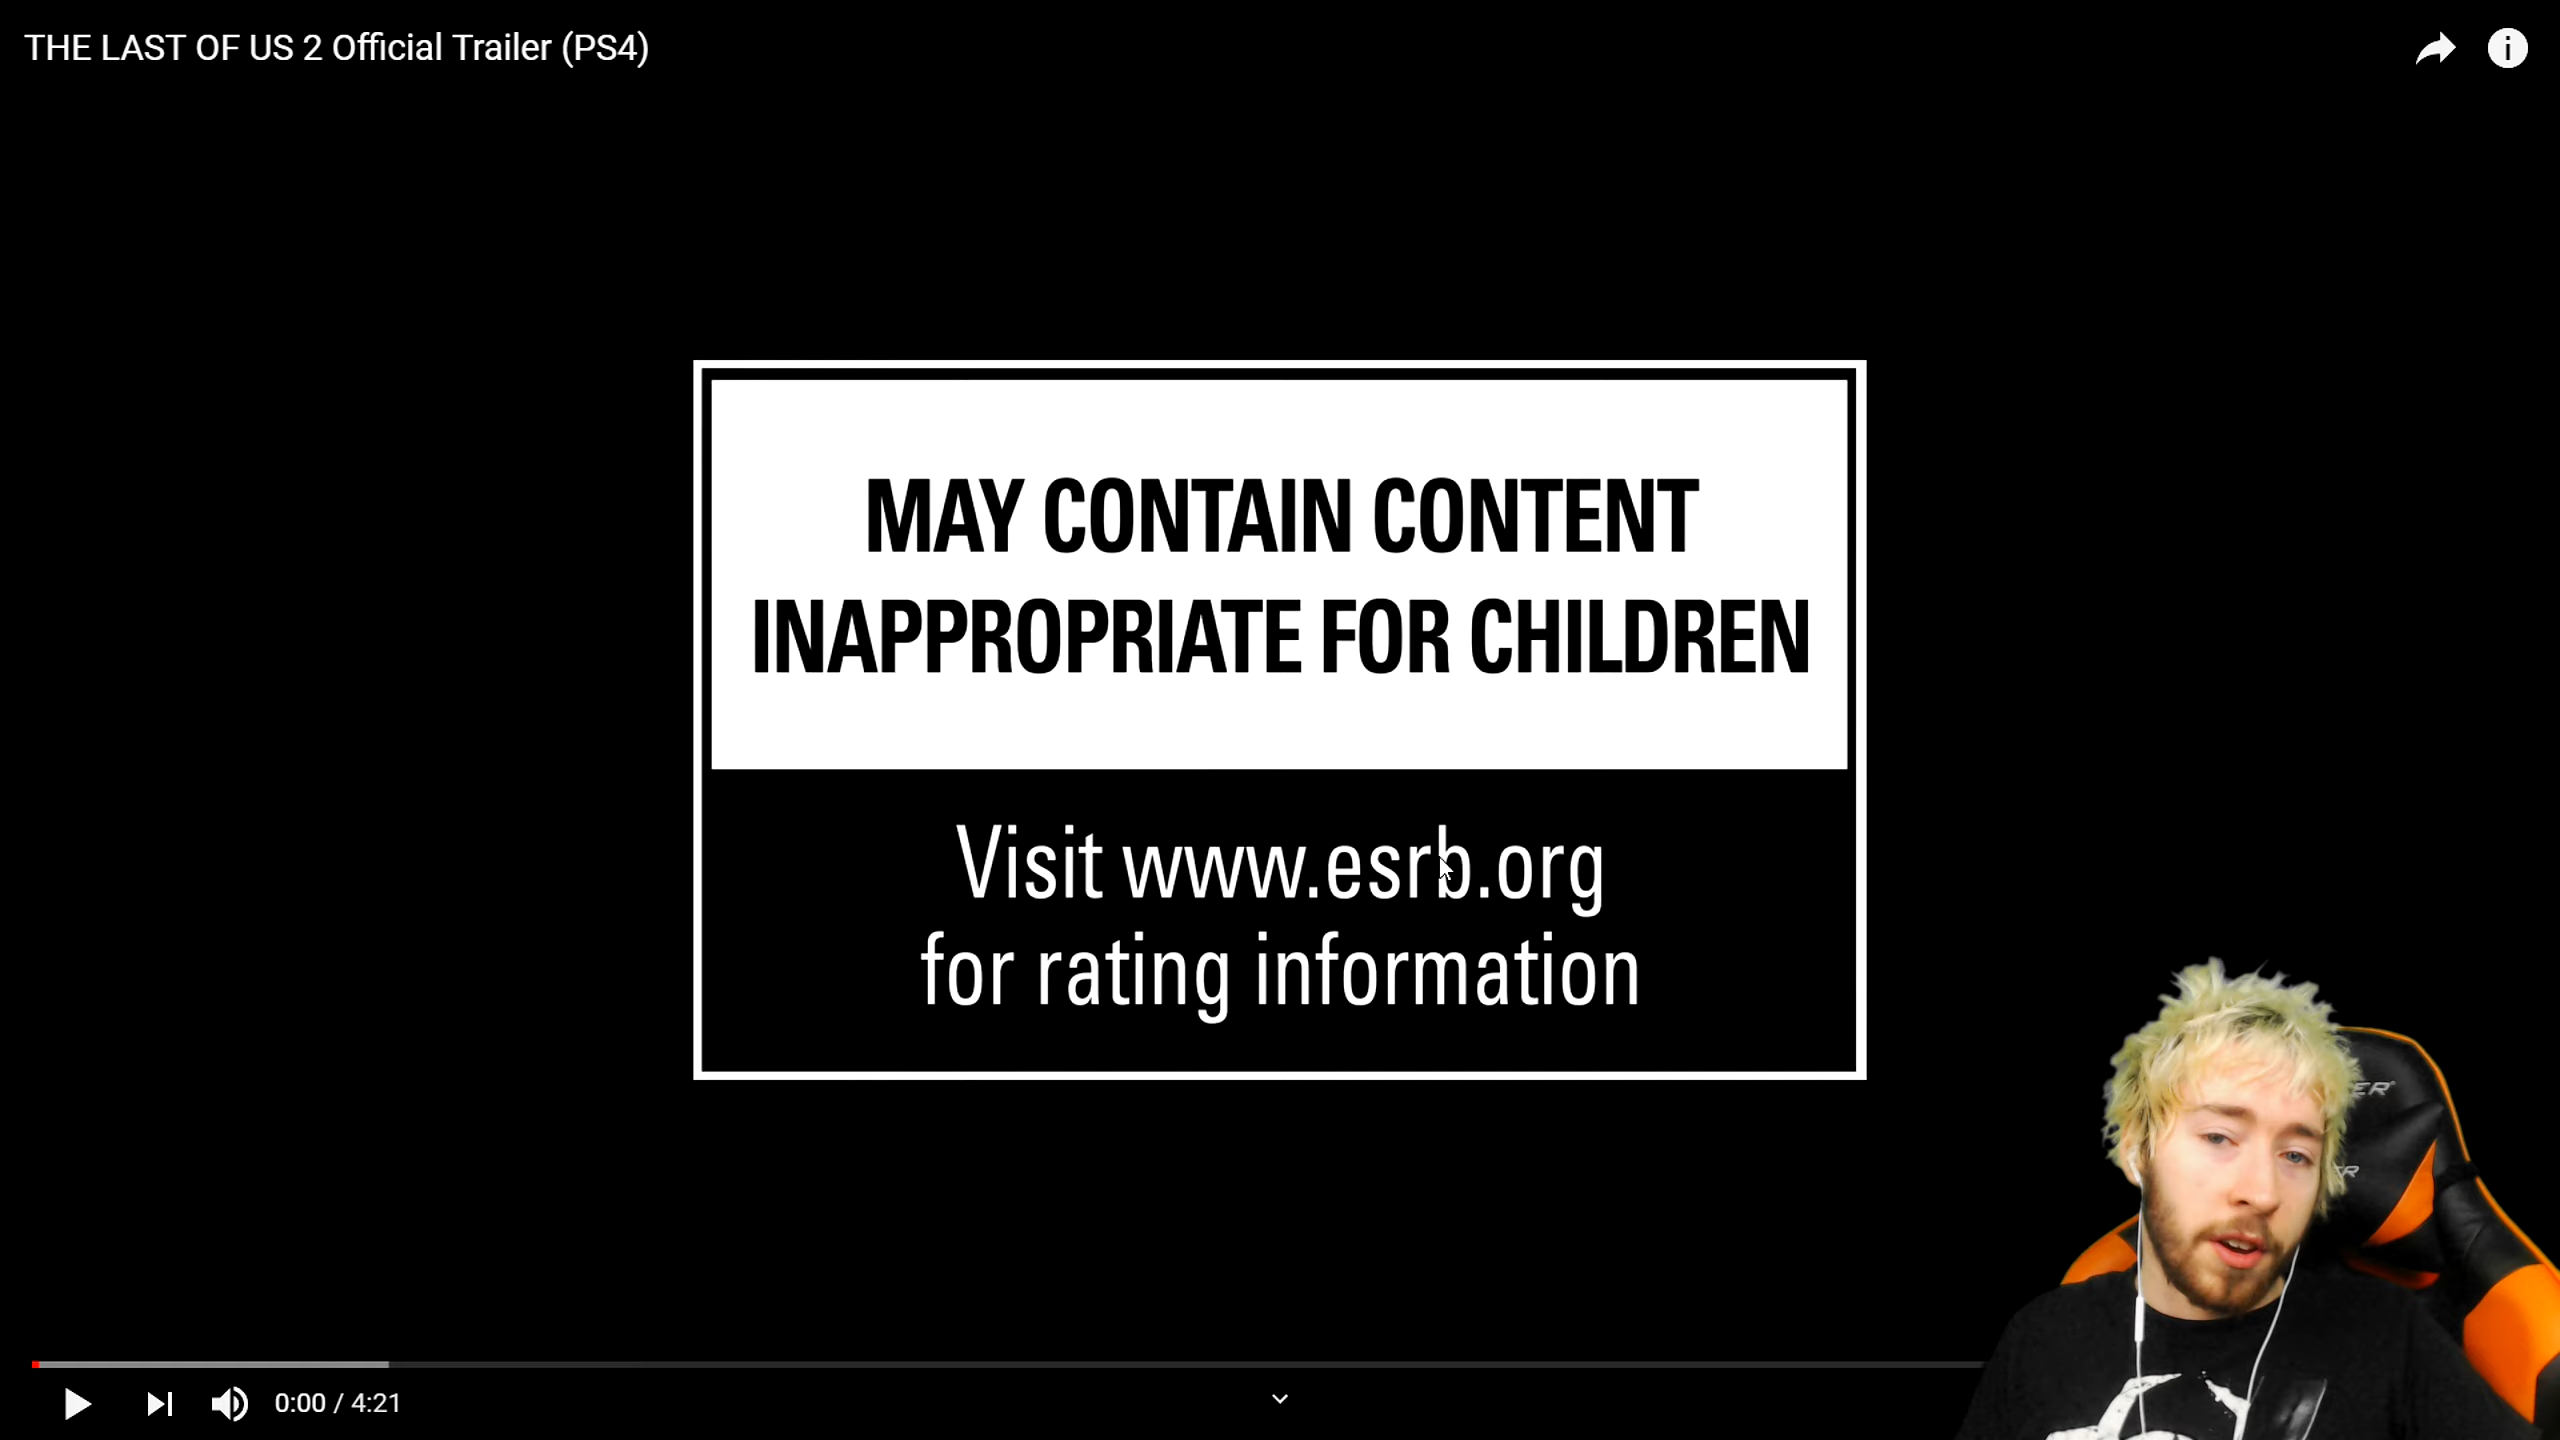 THE LAST OF US 2 Official Trailer (PS4)
MAY CONTAIN CONTENT
INAPPROPRIATE FOR CHILDREN
Visit www.esrb.org
for rating information
0:00 / 4:21